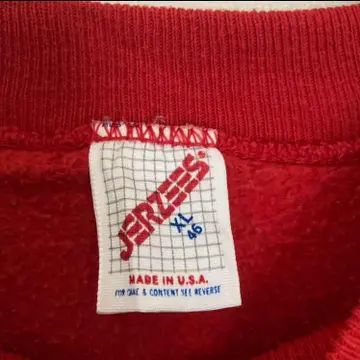 JERZEES
XL
46
MADE IN U.S.A.
FOR CARE & CONTENT SEE REVERSE